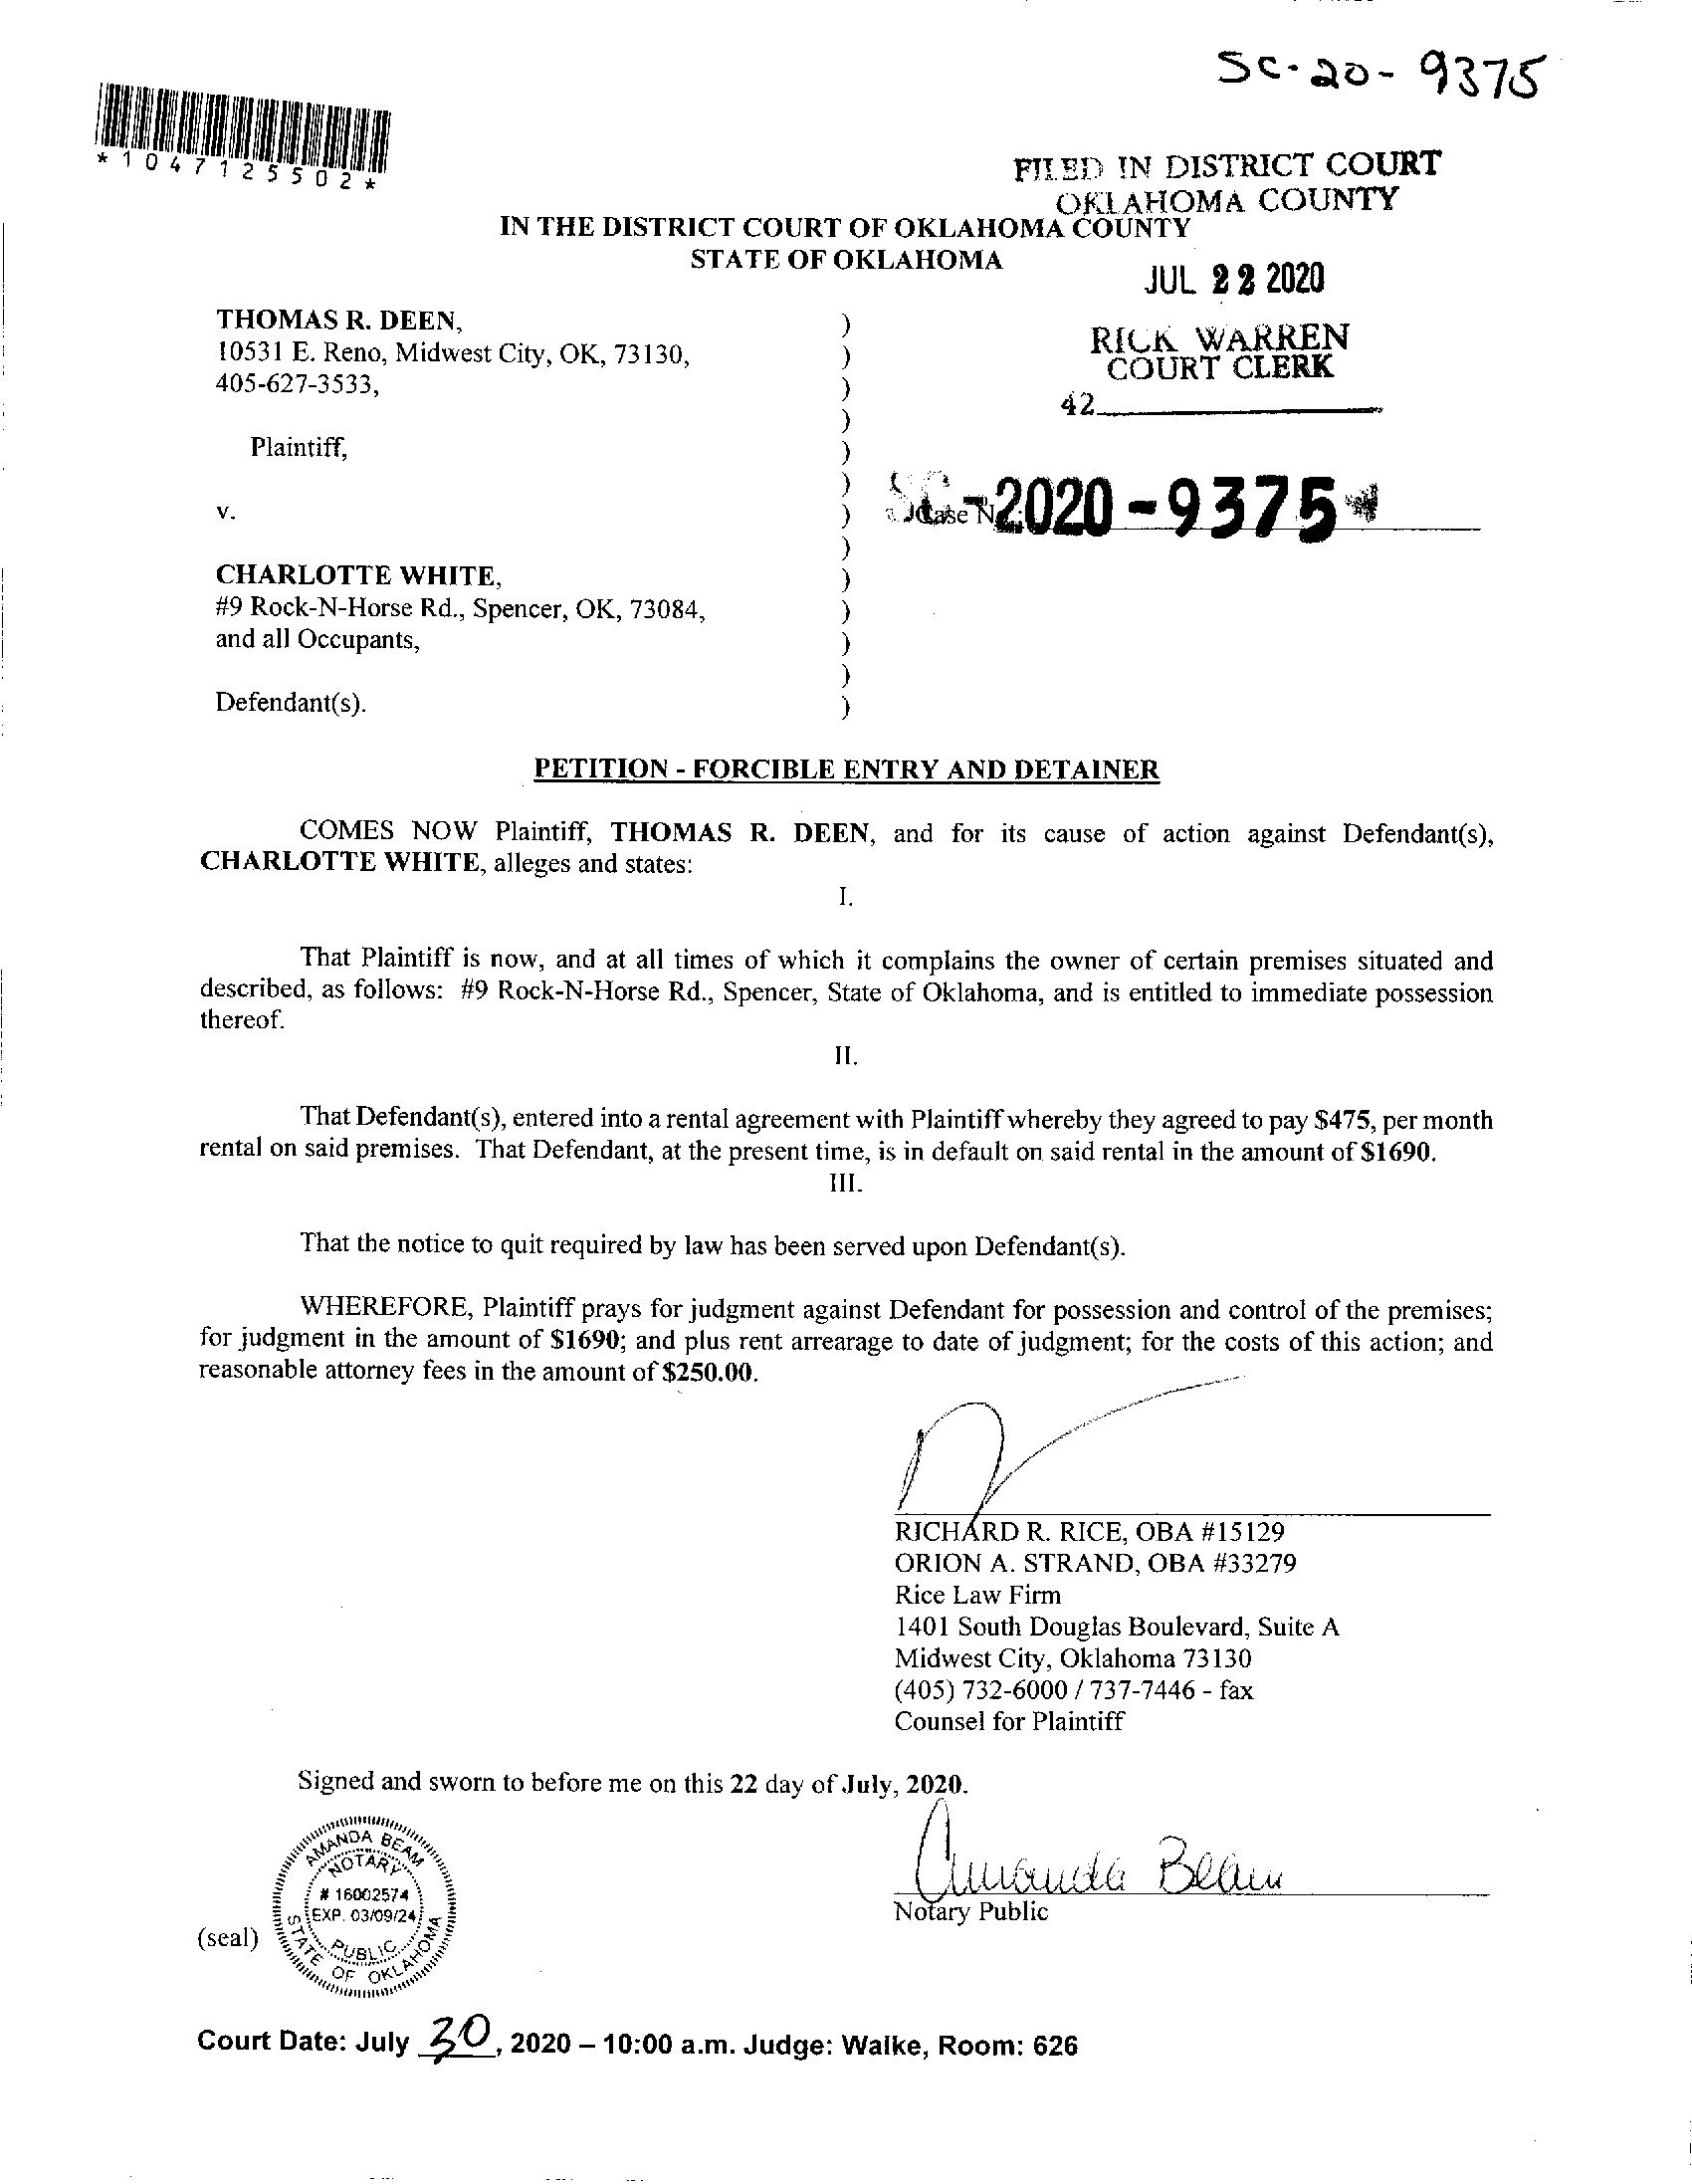 SC-20-9375
*1047125502*
FILED IN DISTRICT COURT
OKLAHOMA COUNTY
IN THE DISTRICT COURT OF OKLAHOMA COUNTY
STATE OF OKLAHOMA
JUL 22 2020
THOMAS R. DEEN,
10531 E. Reno, Midwest City, OK, 73130,
405-627-3533,
RICK WARREN
COURT CLERK
42
Plaintiff,
v.
Case No. SC-2020-9375
CHARLOTTE WHITE,
#9 Rock-N-Horse Rd., Spencer, OK, 73084,
and all Occupants,
Defendant(s).
)
)
)
)
)
)
)
)
)
)
)
)
)
PETITION - FORCIBLE ENTRY AND DETAINER
COMES NOW Plaintiff, THOMAS R. DEEN, and for its cause of action against Defendant(s),
CHARLOTTE WHITE, alleges and states:
I.
That Plaintiff is now, and at all times of which it complains the owner of certain premises situated and
described, as follows: #9 Rock-N-Horse Rd., Spencer, State of Oklahoma, and is entitled to immediate possession
thereof.
II.
That Defendant(s), entered into a rental agreement with Plaintiff whereby they agreed to pay $475, per month
rental on said premises. That Defendant, at the present time, is in default on said rental in the amount of $1690.
III.
That the notice to quit required by law has been served upon Defendant(s).
WHEREFORE, Plaintiff prays for judgment against Defendant for possession and control of the premises;
for judgment in the amount of $1690; and plus rent arrearage to date of judgment; for the costs of this action; and
reasonable attorney fees in the amount of $250.00.
RICHARD R. RICE, OBA #15129
ORION A. STRAND, OBA #33279
Rice Law Firm
1401 South Douglas Boulevard, Suite A
Midwest City, Oklahoma 73130
(405) 732-6000 / 737-7446 - fax
Counsel for Plaintiff
Signed and sworn to before me on this 22 day of July, 2020.
Amanda Beam
Notary Public
(seal)
AMANDA BEAM
NOTARY
# 16002574
EXP. 03/09/24
PUBLIC
STATE OF OKLAHOMA
Court Date: July 30, 2020 – 10:00 a.m. Judge: Walke, Room: 626